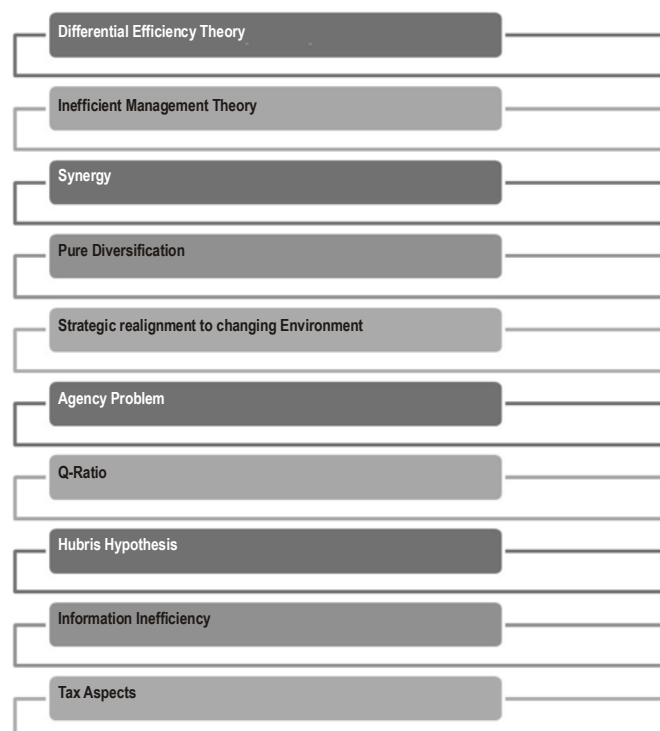 Differential Efficiency Theory
Inefficient Management Theory
Synergy
Pure Diversification
Strategic realignment to changing Environment
Agency Problem
Q-Ratio
Hubris Hypothesis
Information Inefficiency
Tax Aspects